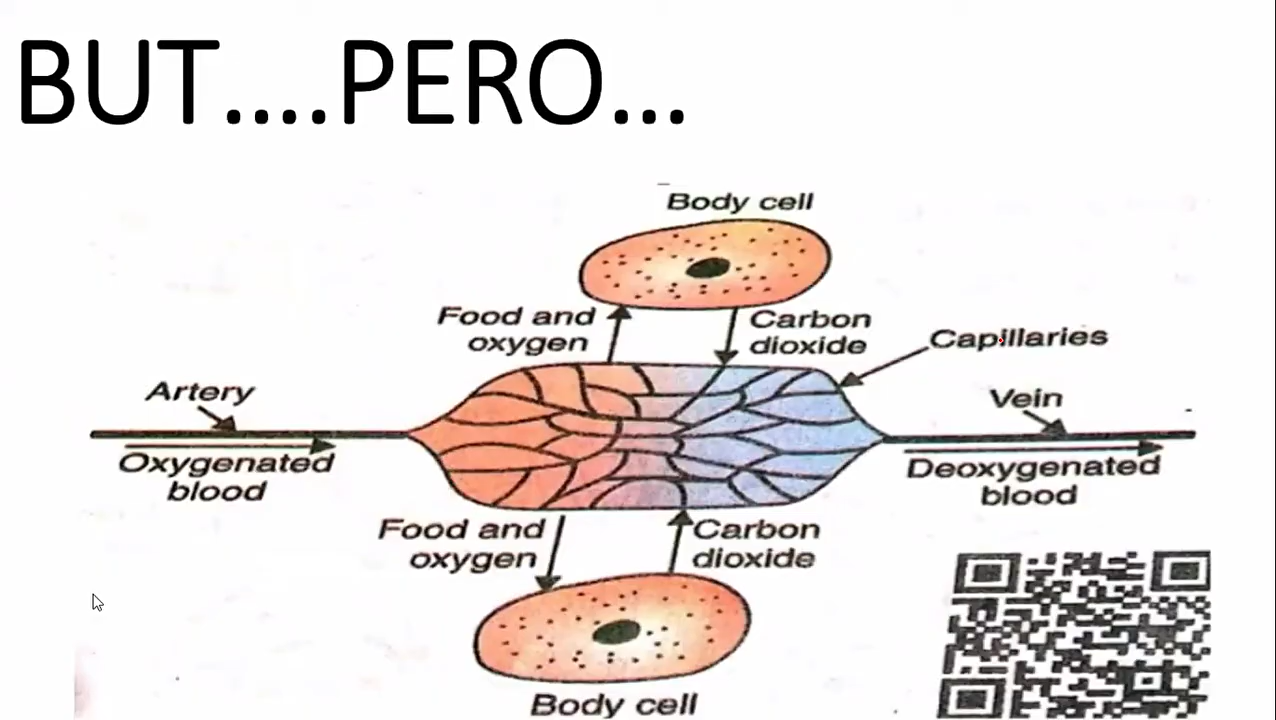 BUT....PERO...
Body cell
Food and
oxygen
Carbon
dioxide
Capillaries
Artery
Vein
Oxygenated
blood
Deoxygenated
blood
Food and
oxygen
Carbon
dioxide
Body cell